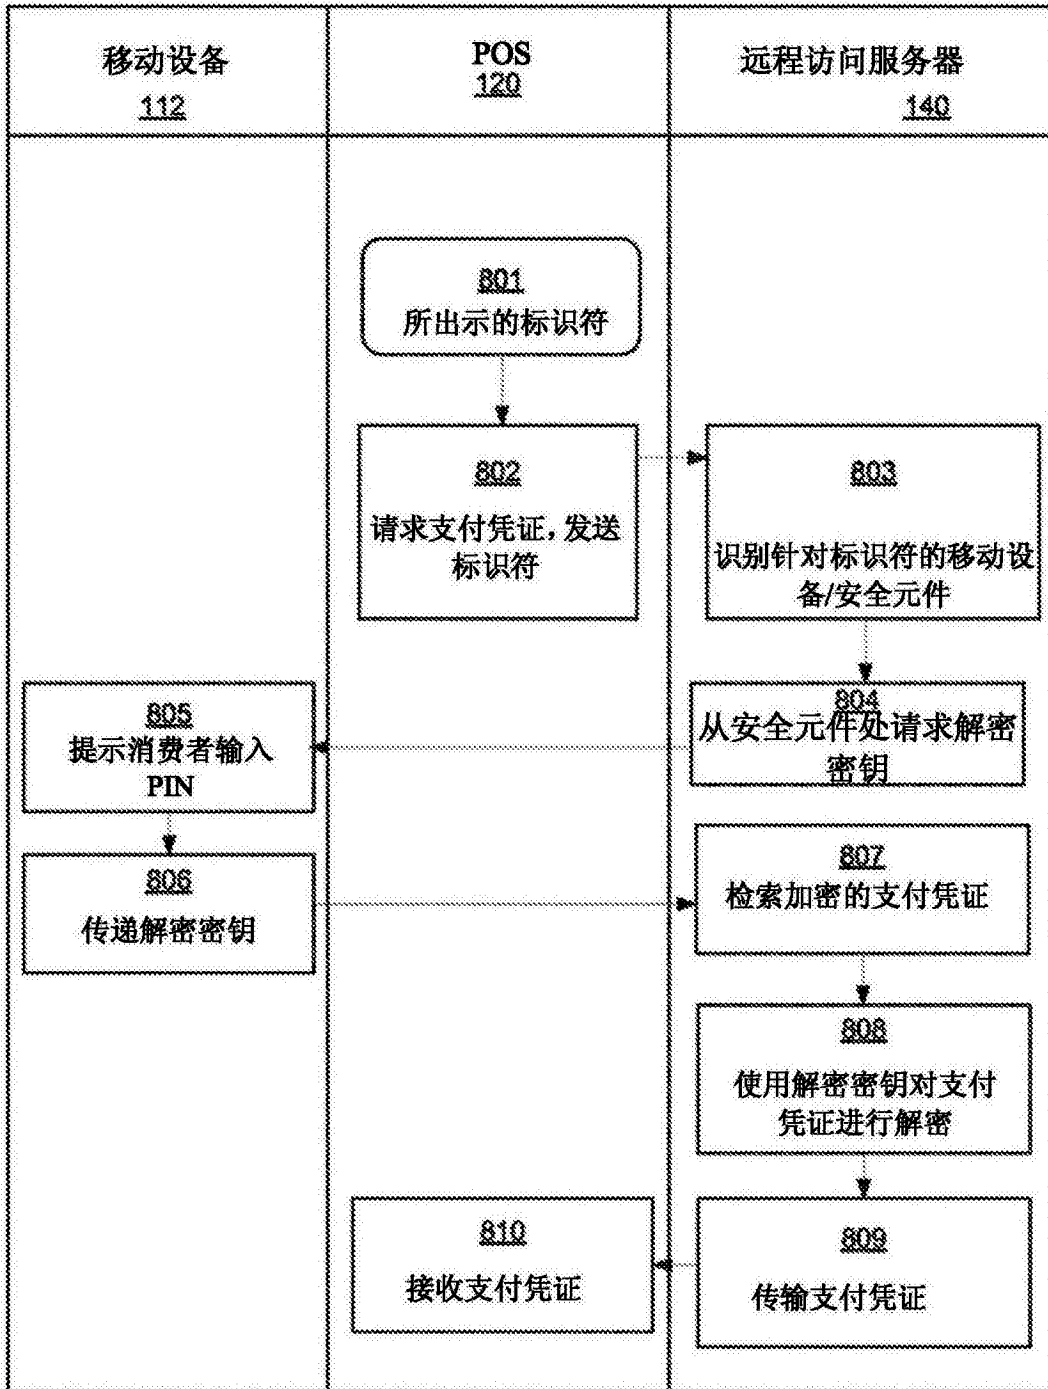 移动设备
112
POS
120
远程访问服务器
140
801
所出示的标识符
802
请求支付凭证，发送
标识符
803
识别针对标识符的移动设
备/安全元件
804
从安全元件处请求解密
密钥
805
提示消费者输入
PIN
806
传递解密密钥
807
检索加密的支付凭证
808
使用解密密钥对支付
凭证进行解密
809
传输支付凭证
810
接收支付凭证